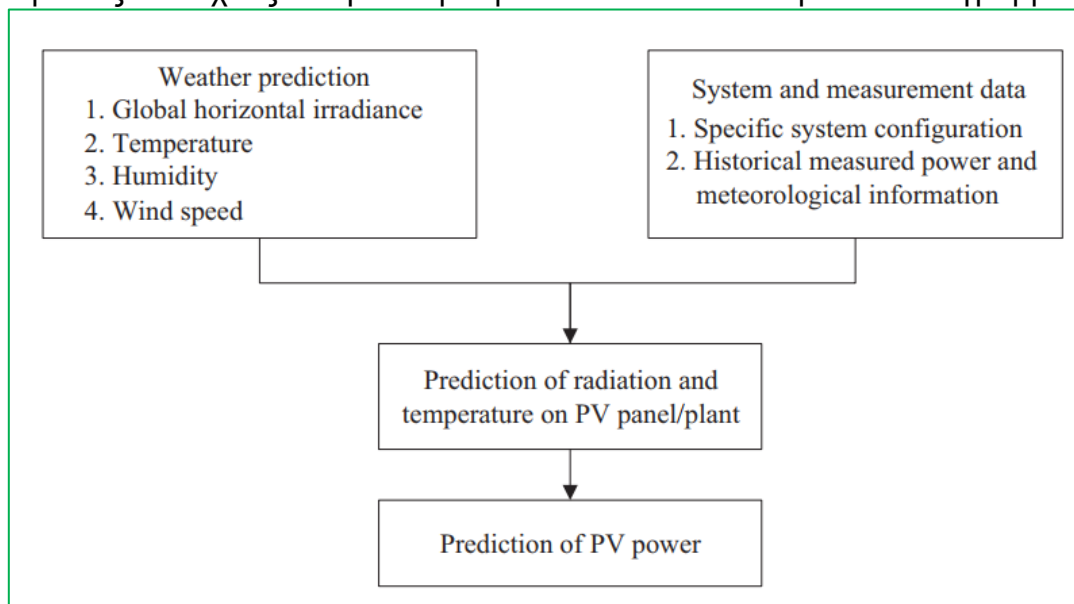 Weather prediction
1. Global horizontal irradiance
2. Temperature
3. Humidity
4. Wind speed
System and measurement data
1. Specific system configuration
2. Historical measured power and
meteorological information
Prediction of radiation and
temperature on PV panel/plant
Prediction of PV power